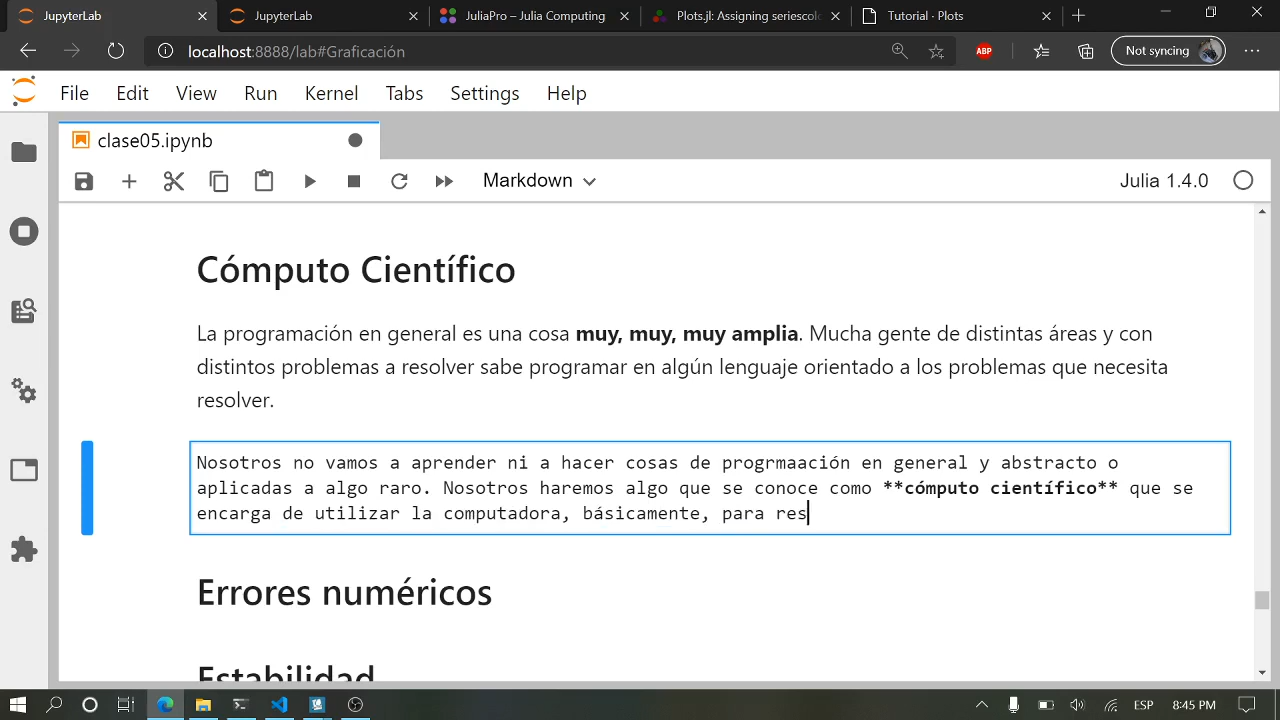 JupyterLab
JupyterLab
JuliaPro – Julia Computing
Plots.jl: Assigning seriescol
Tutorial · Plots
localhost:8888/lab#Graficación
ABP
Not syncing
File Edit View Run Kernel Tabs Settings Help
clase05.ipynb
Markdown
Julia 1.4.0
Cómputo Científico
La programación en general es una cosa muy, muy, muy amplia. Mucha gente de distintas áreas y con
distintos problemas a resolver sabe programar en algún lenguaje orientado a los problemas que necesita
resolver.
Nosotros no vamos a aprender ni a hacer cosas de progrmaación en general y abstracto o
aplicadas a algo raro. Nosotros haremos algo que se conoce como **cómputo científico** que se
encarga de utilizar la computadora, básicamente, para res
Errores numéricos
Estabilidad
ESP
8:45 PM